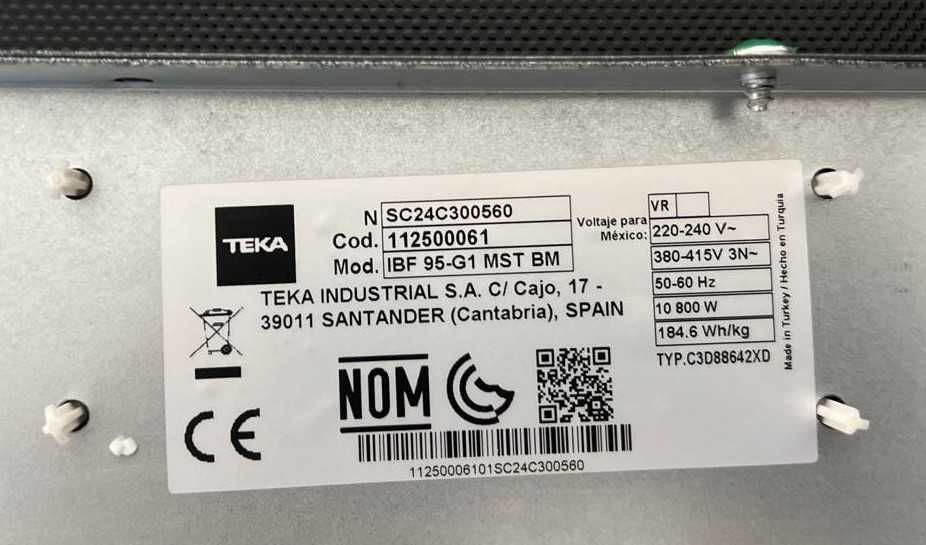 TEKA
N SC24C300560
Cod. 112500061
Mod. IBF 95-G1 MST BM
TEKA INDUSTRIAL S.A. C/ Cajo, 17 -
39011 SANTANDER (Cantabria), SPAIN
Voltaje para
México:
VR
220-240 V~
380-415V 3N~
50-60 Hz
10 800 W
184.6 Wh/kg
TYP.C3D88642XD
Made in Turkey / Hecho en Turquia
CE
NOM
11250006101SC24C300560